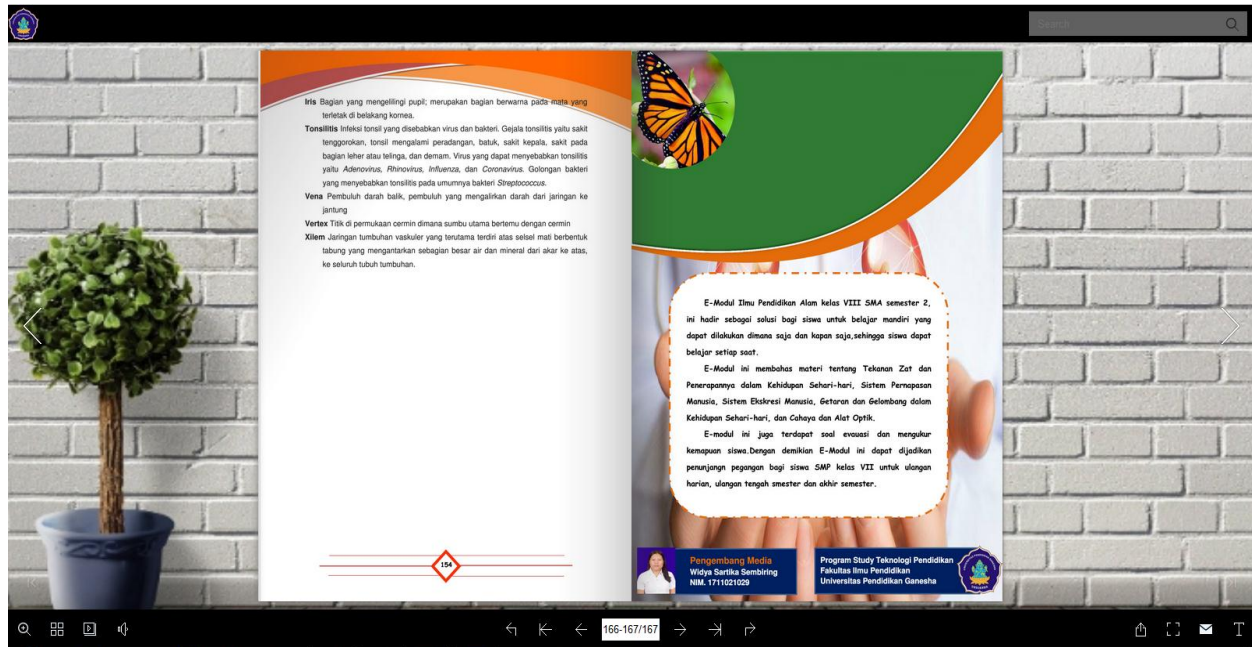 Search
Iris Bagian yang mengelilingi pupil; merupakan bagian berwarna pada mata yang
terletak di belakang kornea.
Tonsilitis Infeksi tonsil yang disebabkan virus dan bakteri. Gejala tonsilitis yaitu sakit
tenggorokan, tonsil mengalami peradangan, batuk, sakit kepala, sakit pada
bagian leher atau telinga, dan demam. Virus yang dapat menyebabkan tonsilitis
yaitu Adenovirus, Rhinovirus, Influenza, dan Coronavirus. Golongan bakteri
yang menyebabkan tonsilitis pada umumnya bakteri Streptococcus.
Vena Pembuluh darah balik, pembuluh yang mengalirkan darah dari jaringan ke
jantung
Vertex Titik di permukaan cermin dimana sumbu utama bertemu dengan cermin
Xilem Jaringan tumbuhan vaskuler yang terutama terdiri atas selsel mati berbentuk
tabung yang mengantarkan sebagian besar air dan mineral dari akar ke atas,
ke seluruh tubuh tumbuhan.
154
E-Modul Ilmu Pendidikan Alam kelas VIII SMA semester 2,
ini hadir sebagai solusi bagi siswa untuk belajar mandiri yang
dapat dilakukan dimana saja dan kapan saja,sehingga siswa dapat
belajar setiap saat.
E-Modul ini membahas materi tentang Tekanan Zat dan
Penerapannya dalam Kehidupan Sehari-hari, Sistem Pernapasan
Manusia, Sistem Ekskresi Manusia, Getaran dan Gelombang dalam
Kehidupan Sehari-hari, dan Cahaya dan Alat Optik.
E-modul ini juga terdapat soal evauasi dan mengukur
kemapuan siswa.Dengan demikian E-Modul ini dapat dijadikan
penunjangn pegangan bagi siswa SMP kelas VII untuk ulangan
harian, ulangan tengah smester dan akhir semester.
Pengembang Media
Widya Sartika Sembiring
NIM. 1711021029
Program Study Teknologi Pendidikan
Fakultas Ilmu Pendidikan
Universitas Pendidikan Ganesha
166-167/167